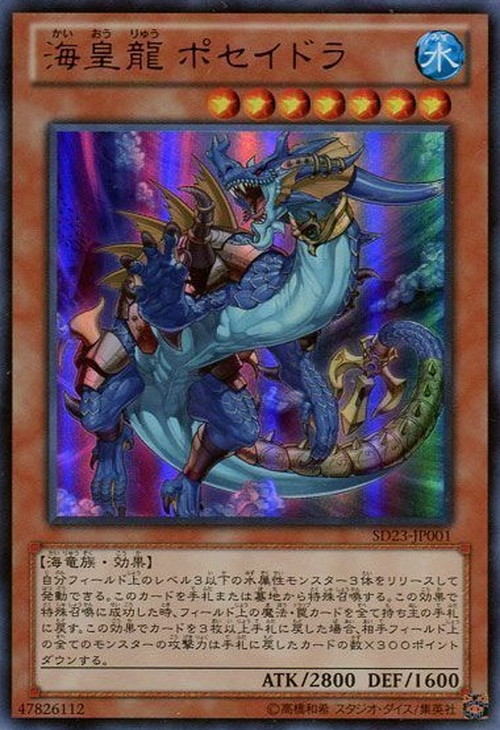 海皇龍 ポセイドラ
水
SD23-JP001
【海竜族・効果】
自分フィールド上のレベル3以下の水属性モンスター3体をリリースして
発動できる。このカードを手札または墓地から特殊召喚する。この効果で
特殊召喚に成功した時、フィールド上の魔法・罠カードを全て持ち主の手札
に戻す。この効果でカードを3枚以上手札に戻した場合、相手フィールド上
の全てのモンスターの攻撃力は手札に戻したカードの数×300ポイント
ダウンする。
ATK/2800 DEF/1600
47826112 ©高橋和希 スタジオ・ダイス/集英社